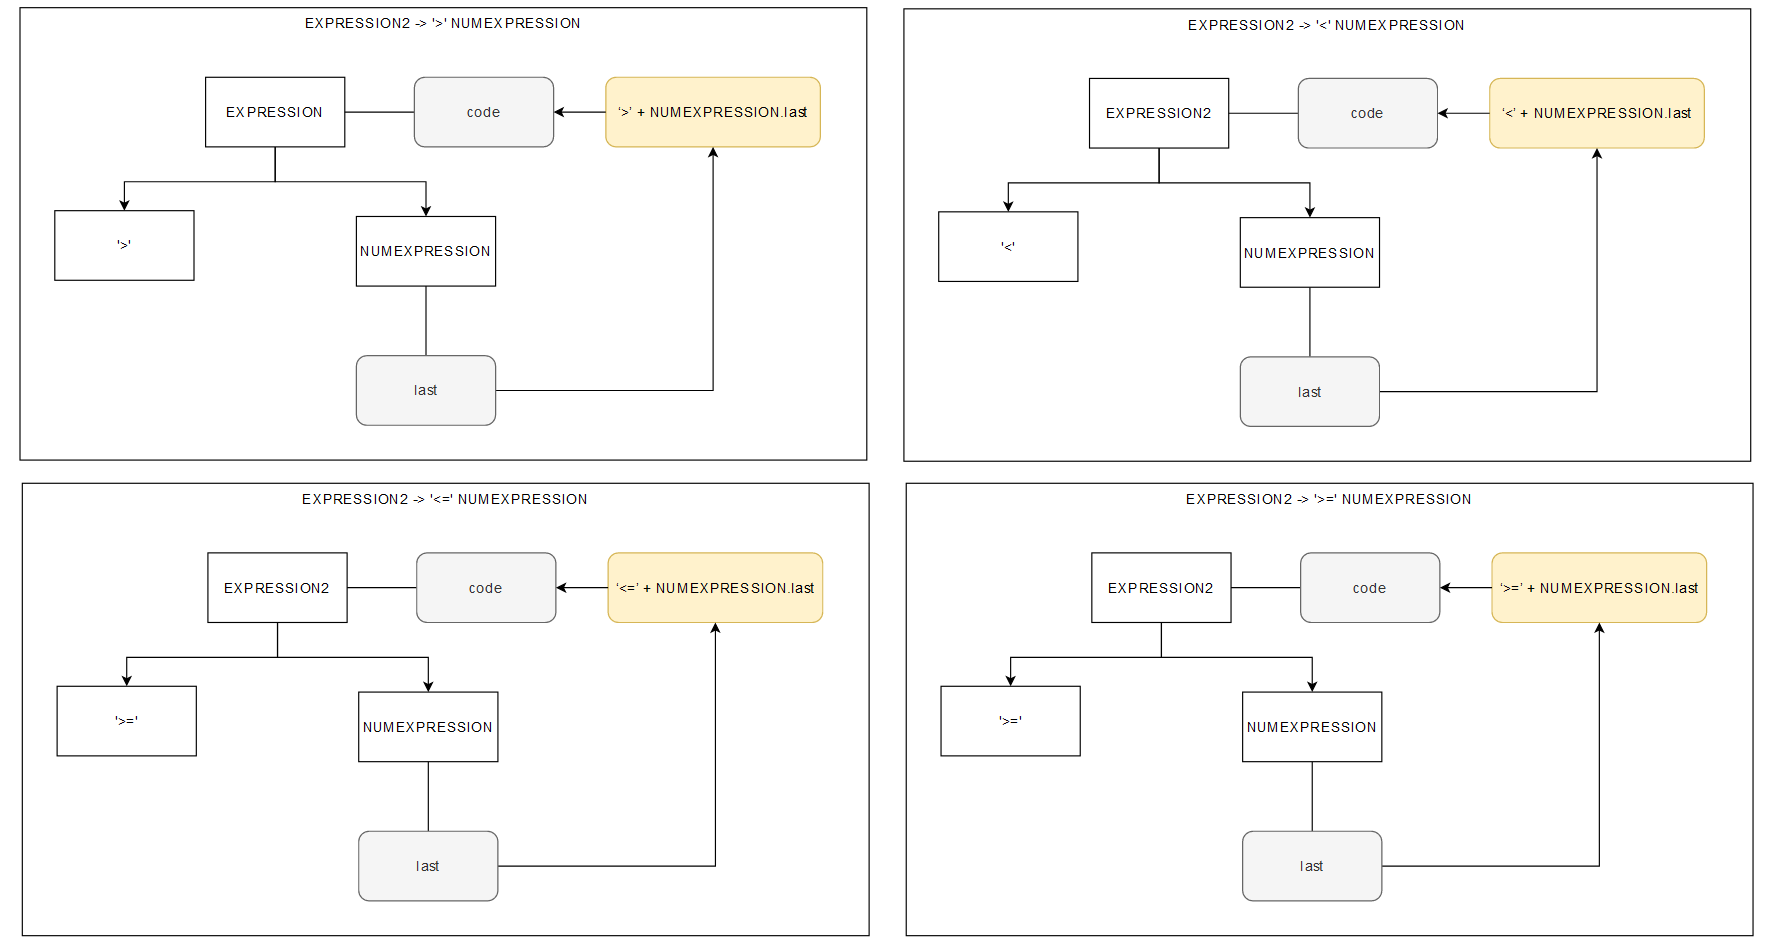 EXPRESSION2 -> '>' NUMEXPRESSION
EXPRESSION
code
‘>’ + NUMEXPRESSION.last
'>'
NUMEXPRESSION
last
EXPRESSION2 -> '<' NUMEXPRESSION
EXPRESSION2
code
‘<’ + NUMEXPRESSION.last
'<'
NUMEXPRESSION
last
EXPRESSION2 -> '<=' NUMEXPRESSION
EXPRESSION2
code
‘<=’ + NUMEXPRESSION.last
'>='
NUMEXPRESSION
last
EXPRESSION2 -> '>=' NUMEXPRESSION
EXPRESSION2
code
‘>=’ + NUMEXPRESSION.last
'>='
NUMEXPRESSION
last